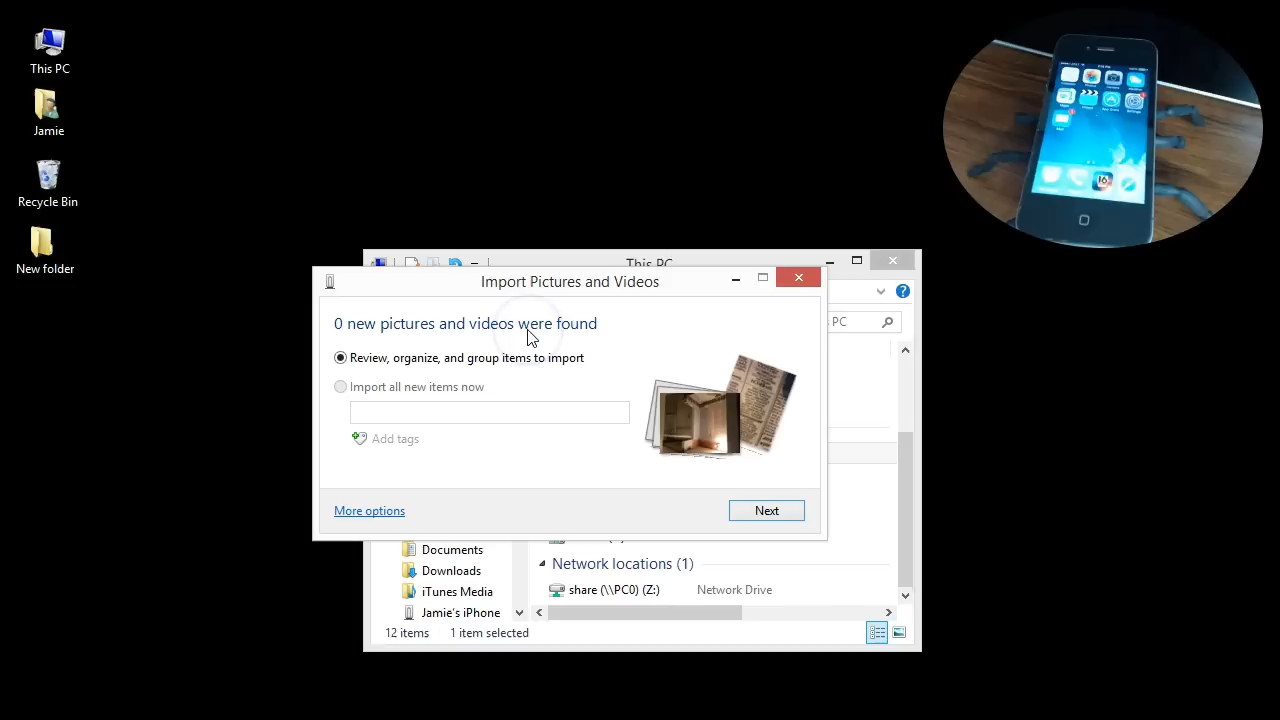 This PC
Jamie
Recycle Bin
New folder
This PC
Import Pictures and Videos
PC
0 new pictures and videos were found
Review, organize, and group items to import
Import all new items now
Add tags
More options
Next
Documents
Downloads
iTunes Media
Jamie's iPhone
Network locations (1)
share (\\PC0) (Z:)
Network Drive
12 items
1 item selected